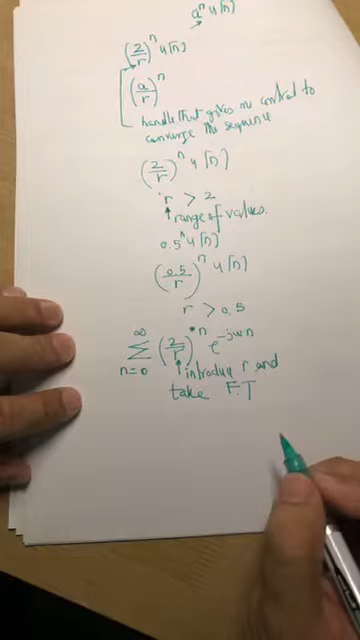 aⁿ u[n]
(2/r)ⁿ u[n]
(a/r)ⁿ
handle that gives me control to
converge the sequence
(2/r)ⁿ u[n]
r > 2
range of values.
0.5ⁿ u[n]
(0.5/r)ⁿ u[n]
r > 0.5
∞
∑ (2/r)ⁿ e^-jωn
n=0
introduce r and
take F.T